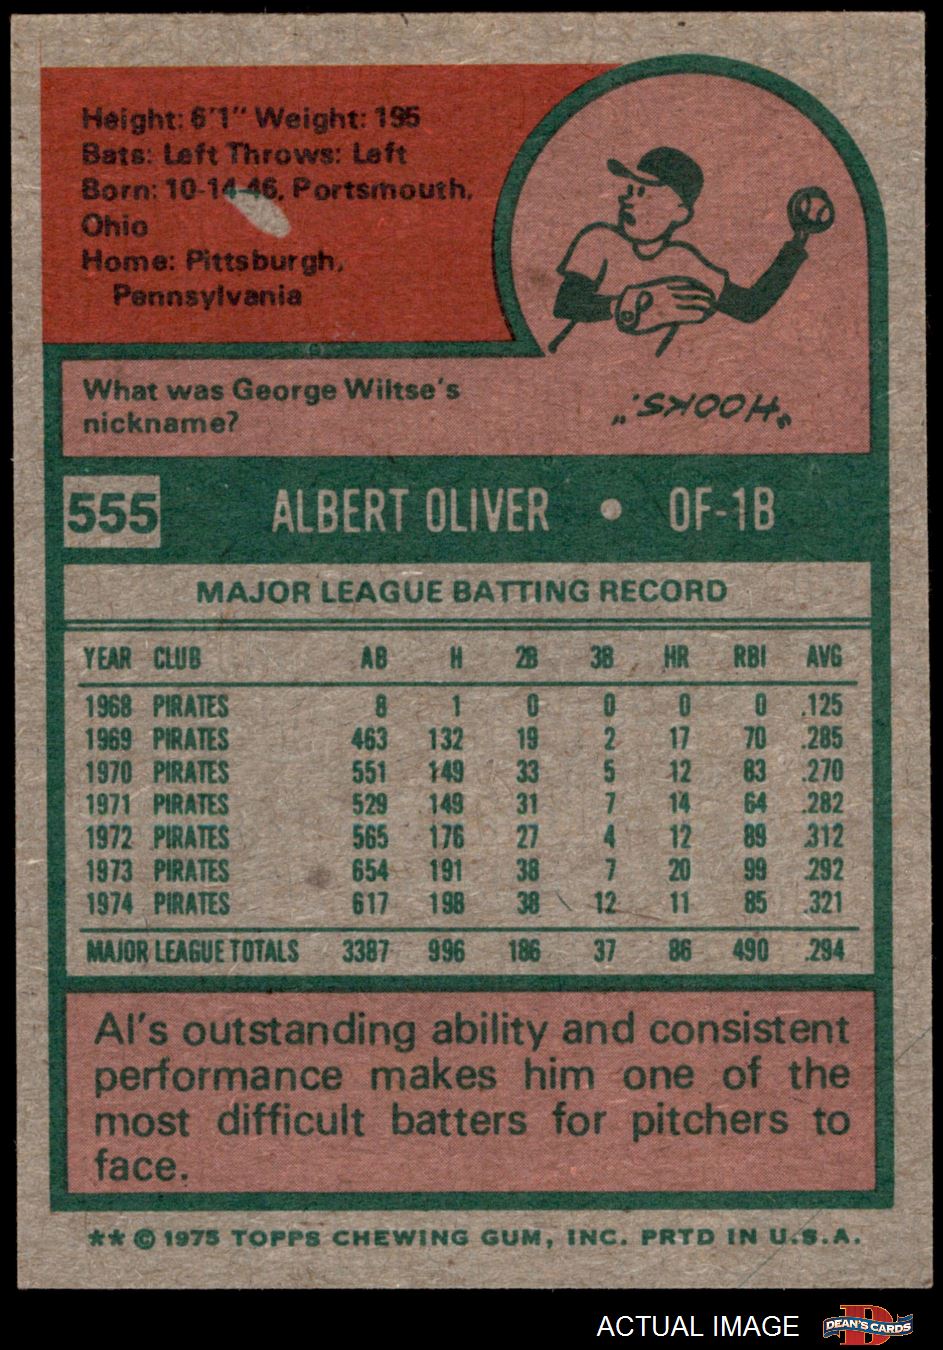 Height: 6'1" Weight: 195
Bats: Left Throws: Left
Born: 10-14-46, Portsmouth,
Ohio
Home: Pittsburgh,
Pennsylvania
What was George Wiltse's
nickname?
"HOOKS."
555 ALBERT OLIVER • OF-1B
MAJOR LEAGUE BATTING RECORD
YEAR CLUB AB H 2B 3B HR RBI AVG
1968 PIRATES 8 1 0 0 0 0 .125
1969 PIRATES 463 132 19 2 17 70 .285
1970 PIRATES 551 149 33 5 12 83 .270
1971 PIRATES 529 149 31 7 14 64 .282
1972 PIRATES 565 176 27 4 12 89 .312
1973 PIRATES 654 191 38 7 20 99 .292
1974 PIRATES 617 198 38 12 11 85 .321
MAJOR LEAGUE TOTALS 3387 996 186 37 86 490 .294
Al's outstanding ability and consistent
performance makes him one of the
most difficult batters for pitchers to
face.
** © 1975 TOPPS CHEWING GUM, INC. PRTD IN U.S.A.
ACTUAL IMAGE DEAN'S CARDS